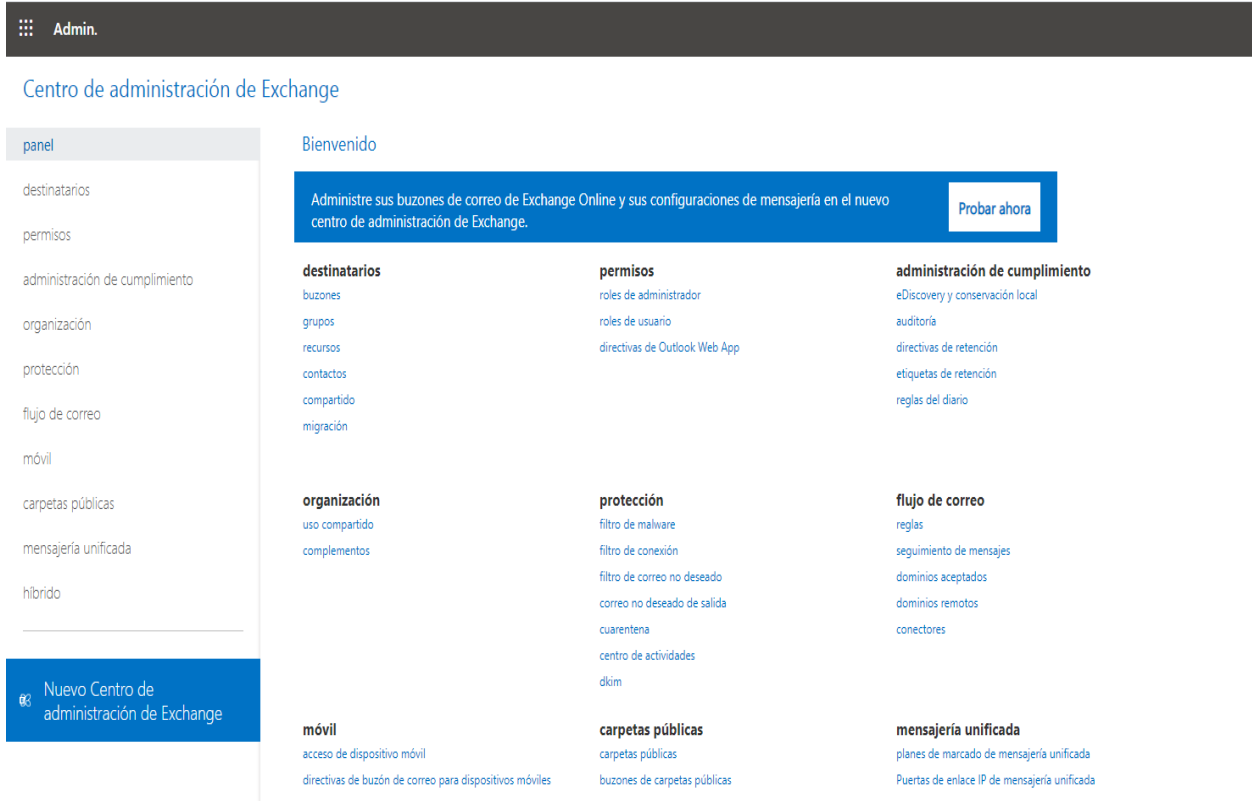 Admin.
Centro de administración de Exchange
panel
destinatarios
permisos
administración de cumplimiento
organización
protección
flujo de correo
móvil
carpetas públicas
mensajería unificada
híbrido
Nuevo Centro de
administración de Exchange
Bienvenido
Administre sus buzones de correo de Exchange Online y sus configuraciones de mensajería en el nuevo
centro de administración de Exchange.
Probar ahora
destinatarios
buzones
grupos
recursos
contactos
compartido
migración
permisos
roles de administrador
roles de usuario
directivas de Outlook Web App
administración de cumplimiento
eDiscovery y conservación local
auditoría
directivas de retención
etiquetas de retención
reglas del diario
organización
uso compartido
complementos
protección
filtro de malware
filtro de conexión
filtro de correo no deseado
correo no deseado de salida
cuarentena
centro de actividades
dkim
flujo de correo
reglas
seguimiento de mensajes
dominios aceptados
dominios remotos
conectores
móvil
acceso de dispositivo móvil
directivas de buzón de correo para dispositivos móviles
carpetas públicas
carpetas públicas
buzones de carpetas públicas
mensajería unificada
planes de marcado de mensajería unificada
Puertas de enlace IP de mensajería unificada